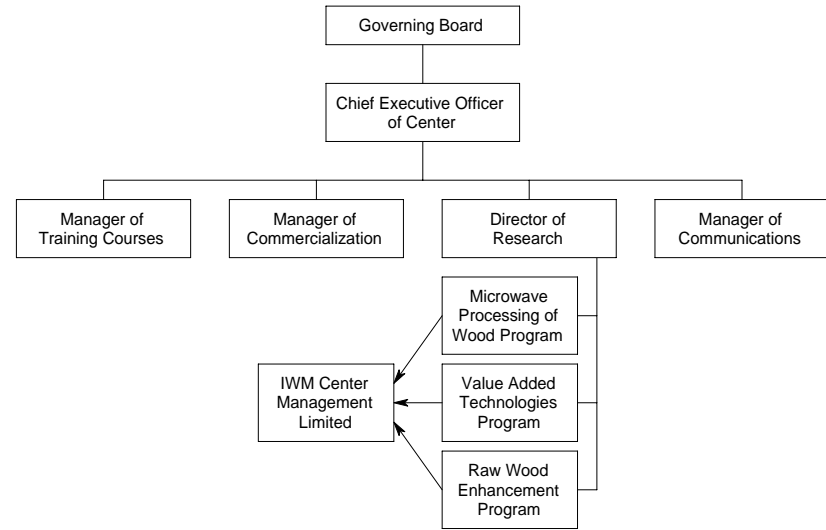 Governing Board
Chief Executive Officer
of Center
Manager of
Training Courses
Manager of
Commercialization
Director of
Research
Manager of
Communications
Microwave
Processing of
Wood Program
IWM Center
Management
Limited
Value Added
Technologies
Program
Raw Wood
Enhancement
Program